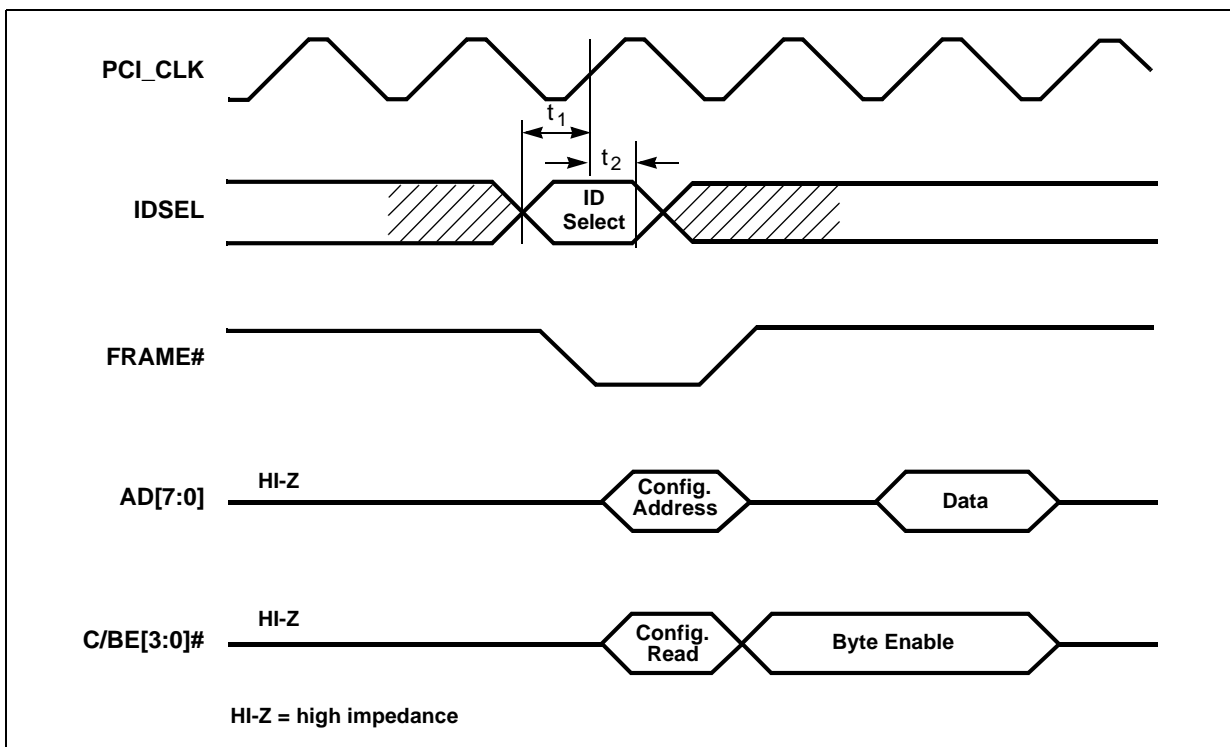 PCI_CLK
t1
t2
IDSEL
ID
Select
FRAME#
AD[7:0]
HI-Z
Config.
Address
Data
C/BE[3:0]#
HI-Z
Config.
Read
Byte Enable
HI-Z = high impedance